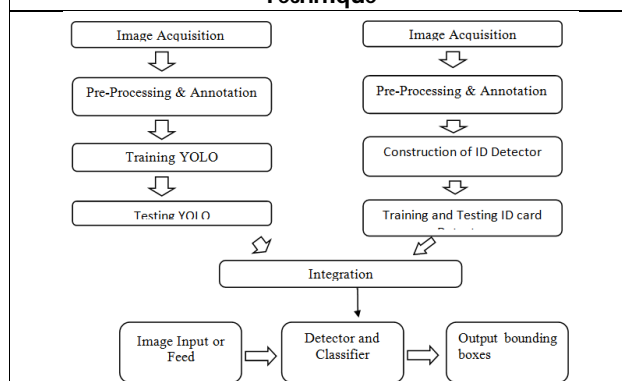 Technique
Image Acquisition
Pre-Processing & Annotation
Training YOLO
Testing YOLO
Image Acquisition
Pre-Processing & Annotation
Construction of ID Detector
Training and Testing ID card
Integration
Image Input or
Feed
Detector and
Classifier
Output bounding
boxes